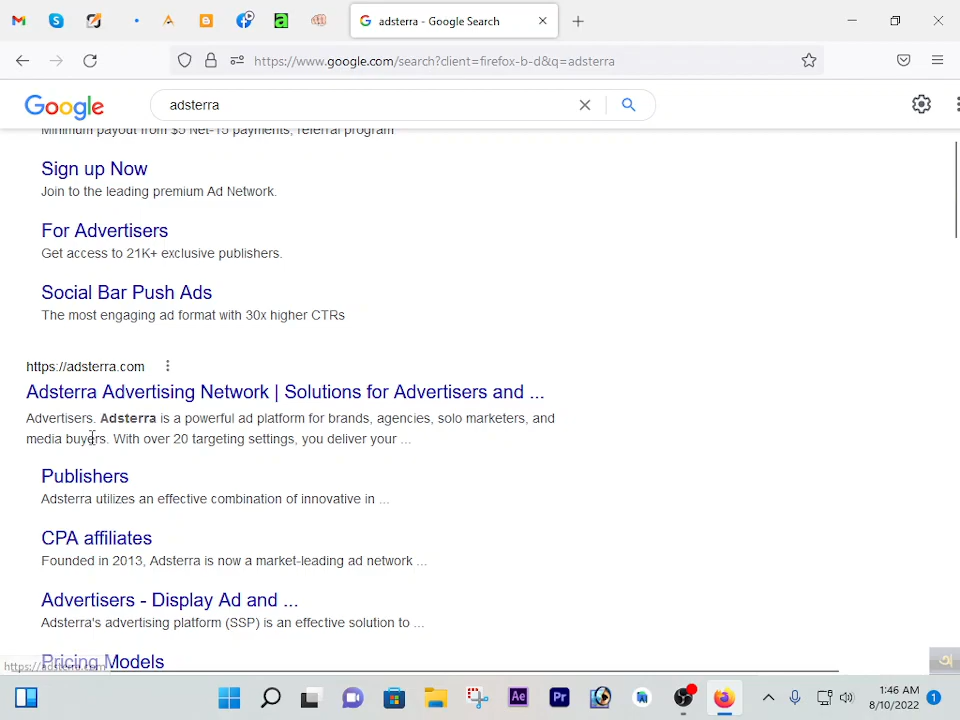 adsterra - Google Search
https://www.google.com/search?client=firefox-b-d&q=adsterra
Google
adsterra
Minimum payout from $5 Net-15 payments, referral program
Sign up Now
Join to the leading premium Ad Network.
For Advertisers
Get access to 21K+ exclusive publishers.
Social Bar Push Ads
The most engaging ad format with 30x higher CTRs
https://adsterra.com
Adsterra Advertising Network | Solutions for Advertisers and ...
Advertisers. Adsterra is a powerful ad platform for brands, agencies, solo marketers, and
media buyers. With over 20 targeting settings, you deliver your ...
Publishers
Adsterra utilizes an effective combination of innovative in ...
CPA affiliates
Founded in 2013, Adsterra is now a market-leading ad network ...
Advertisers - Display Ad and ...
Adsterra's advertising platform (SSP) is an effective solution to ...
Pricing Models
https://adsterra.com
Ae
Pr
1:46 AM
8/10/2022
1